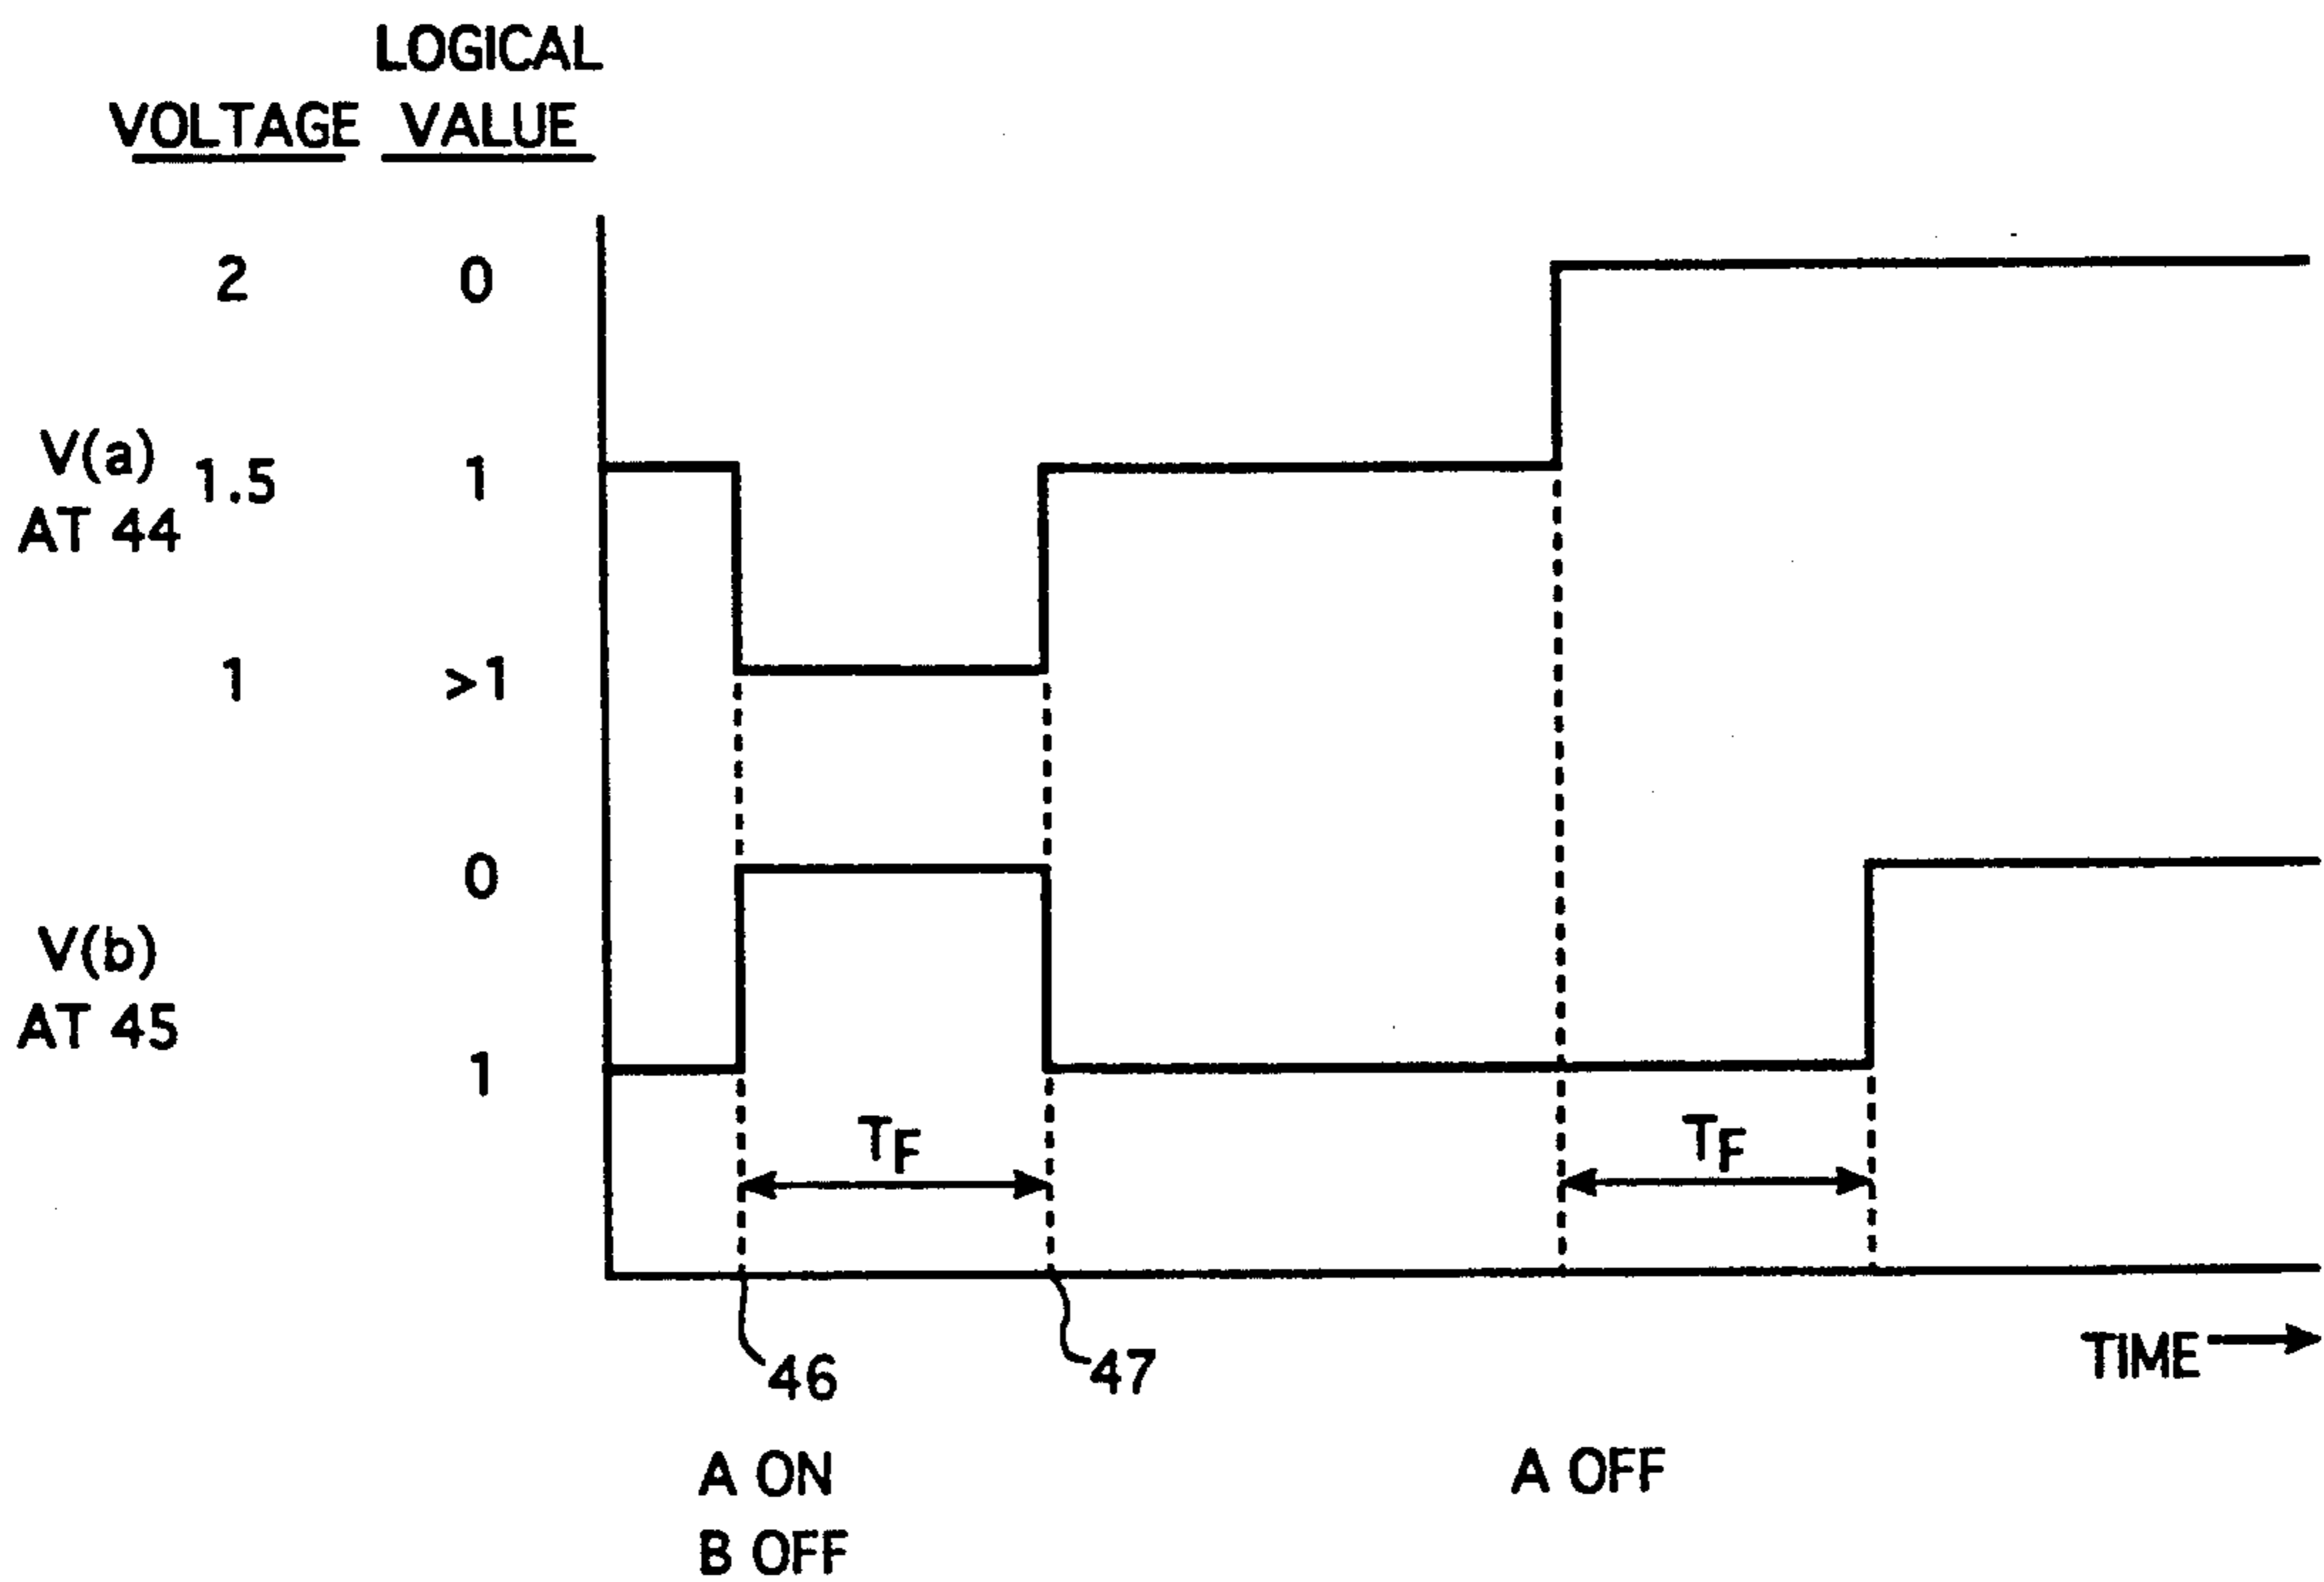 LOGICAL
VOLTAGE VALUE
2 0
V(a)
1.5 1
AT 44
1 >1
0
V(b)
AT 45
1
TF TF
46 47
TIME
A ON A OFF
B OFF